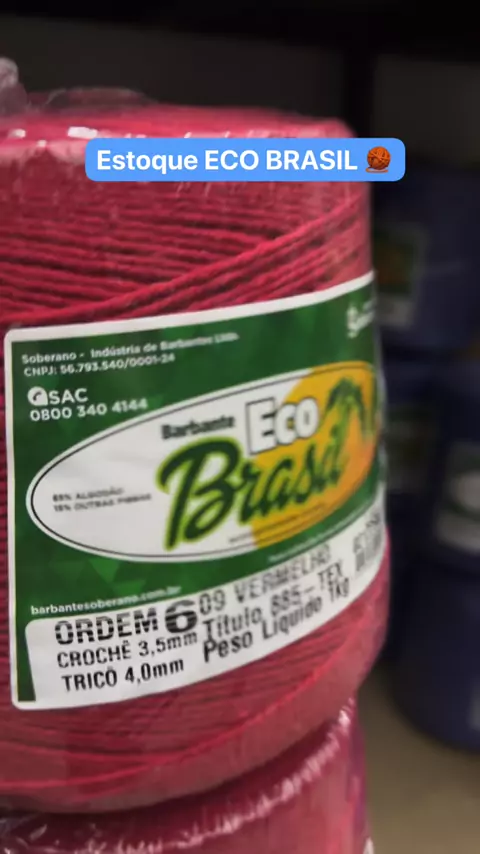 Estoque ECO BRASIL 🧶
Soberano - Indústria de Barbantes Ltda.
CNPJ: 56.793.540/0001-24
SAC
0800 340 4144
Barbante Eco
Brasil
85% ALGODÃO
15% OUTRAS FIBRAS
barbantesoberano.com.br
ORDEM 6 09 VERMELHO
CROCHÊ 3,5mm Título 885-TEX
TRICÔ 4,0mm Peso Líquido 1kg